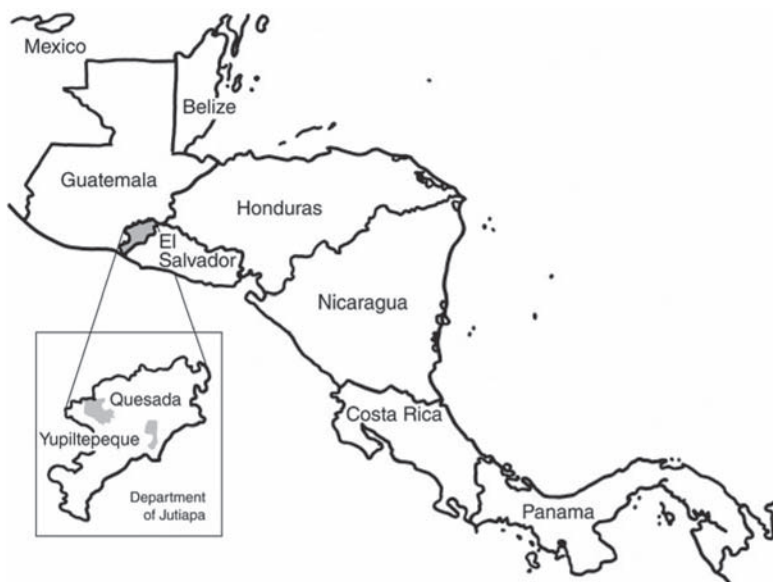 Mexico
Belize
Guatemala
Honduras
El
Salvador
Nicaragua
Quesada
Costa Rica
Yupiltepeque
Department
of Jutiapa
Panama